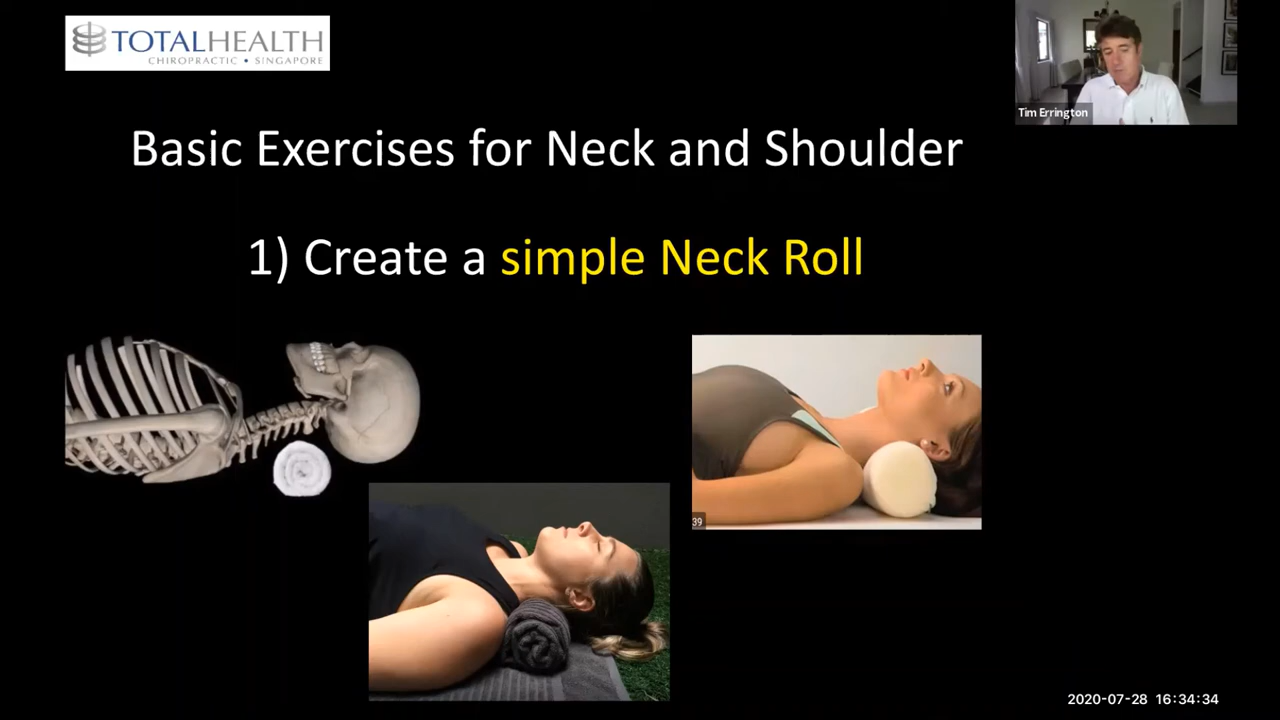 TOTALHEALTH
CHIROPRACTIC • SINGAPORE
Tim Errington
Basic Exercises for Neck and Shoulder
1) Create a simple Neck Roll
39
2020-07-28 16:34:34